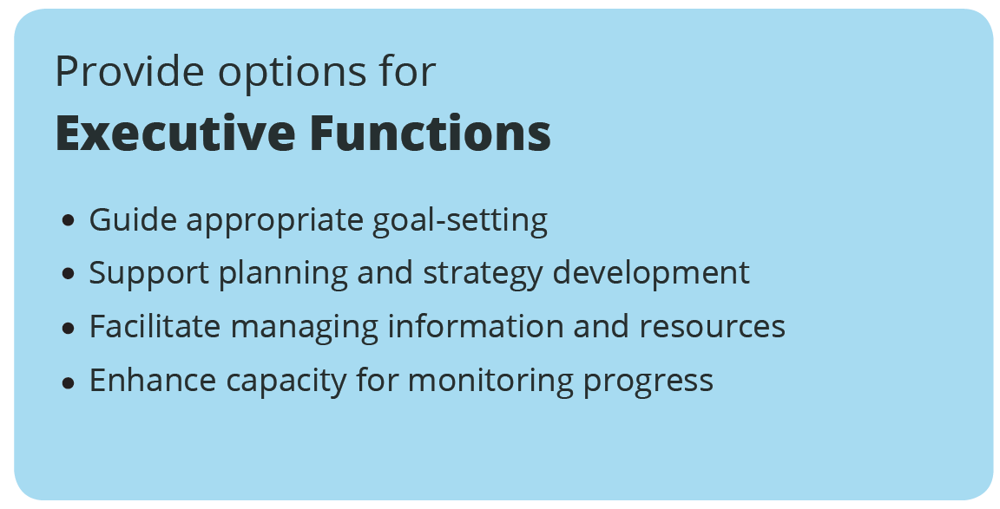 Provide options for
Executive Functions
• Guide appropriate goal-setting
• Support planning and strategy development
• Facilitate managing information and resources
• Enhance capacity for monitoring progress